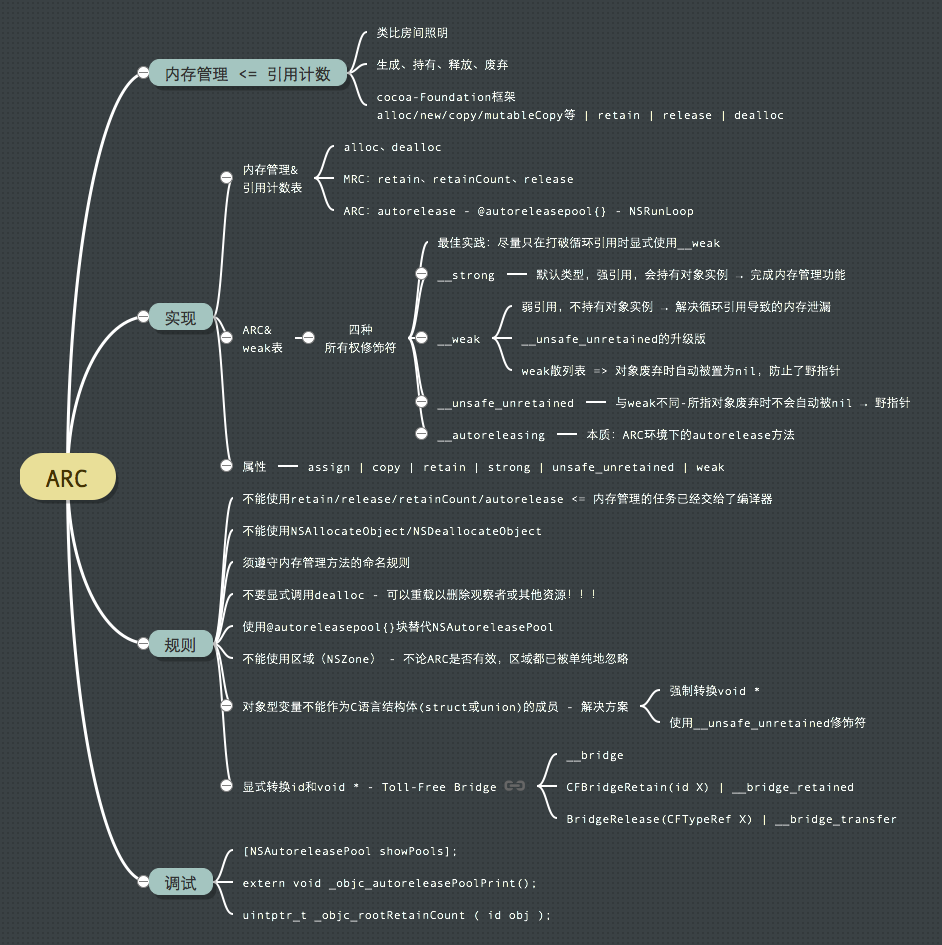 类比房间照明
内存管理 <= 引用计数
生成、持有、释放、废弃
cocoa-Foundation框架
alloc/new/copy/mutableCopy等 | retain | release | dealloc
alloc、dealloc
内存管理&
引用计数表
MRC：retain、retainCount、release
ARC：autorelease - @autoreleasepool{} - NSRunLoop
最佳实践：尽量只在打破循环引用时显式使用__weak
__strong
默认类型，强引用，会持有对象实例 → 完成内存管理功能
实现
弱引用，不持有对象实例 → 解决循环引用导致的内存泄漏
ARC&
weak表
四种
所有权修饰符
__weak
__unsafe_unretained的升级版
weak散列表 => 对象废弃时自动被置为nil，防止了野指针
__unsafe_unretained
与weak不同-所指对象废弃时不会自动被nil → 野指针
__autoreleasing
本质：ARC环境下的autorelease方法
属性
assign | copy | retain | strong | unsafe_unretained | weak
ARC
不能使用retain/release/retainCount/autorelease <= 内存管理的任务已经交给了编译器
不能使用NSAllocateObject/NSDeallocateObject
须遵守内存管理方法的命名规则
不要显式调用dealloc - 可以重载以删除观察者或其他资源！！！
使用@autoreleasepool{}块替代NSAutoreleasePool
规则
不能使用区域（NSZone） - 不论ARC是否有效，区域都已被单纯地忽略
强制转换void *
对象型变量不能作为C语言结构体(struct或union)的成员 - 解决方案
使用__unsafe_unretained修饰符
__bridge
显式转换id和void * - Toll-Free Bridge
CFBridgeRetain(id X) | __bridge_retained
BridgeRelease(CFTypeRef X) | __bridge_transfer
[NSAutoreleasePool showPools];
调试
extern void _objc_autoreleasePoolPrint();
uintptr_t _objc_rootRetainCount ( id obj );